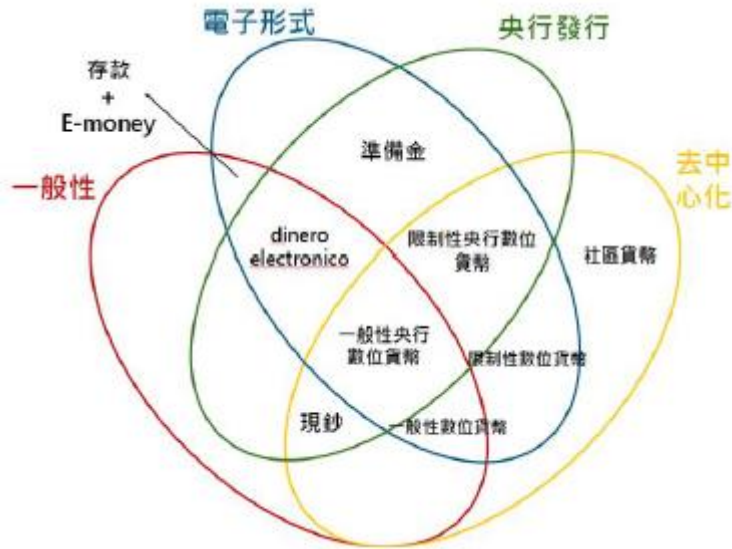 電子形式
央行發行
存款
+
E-money
準備金
一般性
去中
心化
dinero
electronico
限制性央行數位
貨幣
社區貨幣
一般性央行
數位貨幣
限制性數位貨幣
現鈔
一般性數位貨幣